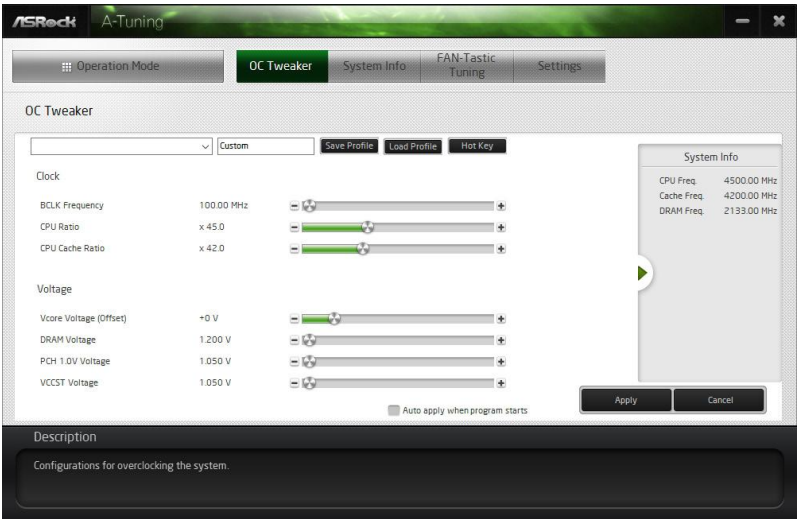 ASRock A-Tuning
Operation Mode OC Tweaker System Info FAN-Tastic Tuning Settings
OC Tweaker
Custom Save Profile Load Profile Hot Key
Clock
BCLK Frequency 100.00 MHz
CPU Ratio x 45.0
CPU Cache Ratio x 42.0
Voltage
Vcore Voltage (Offset) +0 V
DRAM Voltage 1.200 V
PCH 1.0V Voltage 1.050 V
VCCST Voltage 1.050 V
Auto apply when program starts
System Info
CPU Freq. 4500.00 MHz
Cache Freq. 4200.00 MHz
DRAM Freq. 2133.00 MHz
Apply Cancel
Description
Configurations for overclocking the system.